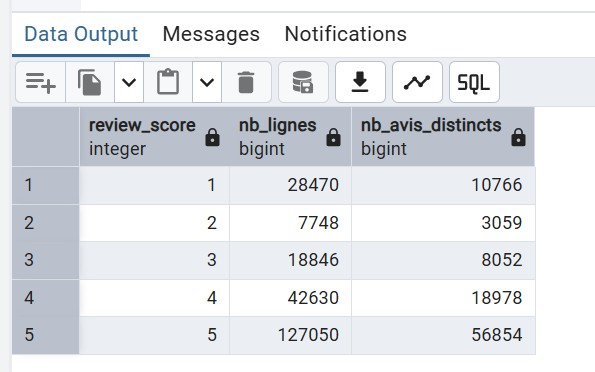 Data Output Messages Notifications
SQL
review_score nb_lignes nb_avis_distincts
integer bigint bigint
1 1 28470 10766
2 2 7748 3059
3 3 18846 8052
4 4 42630 18978
5 5 127050 56854